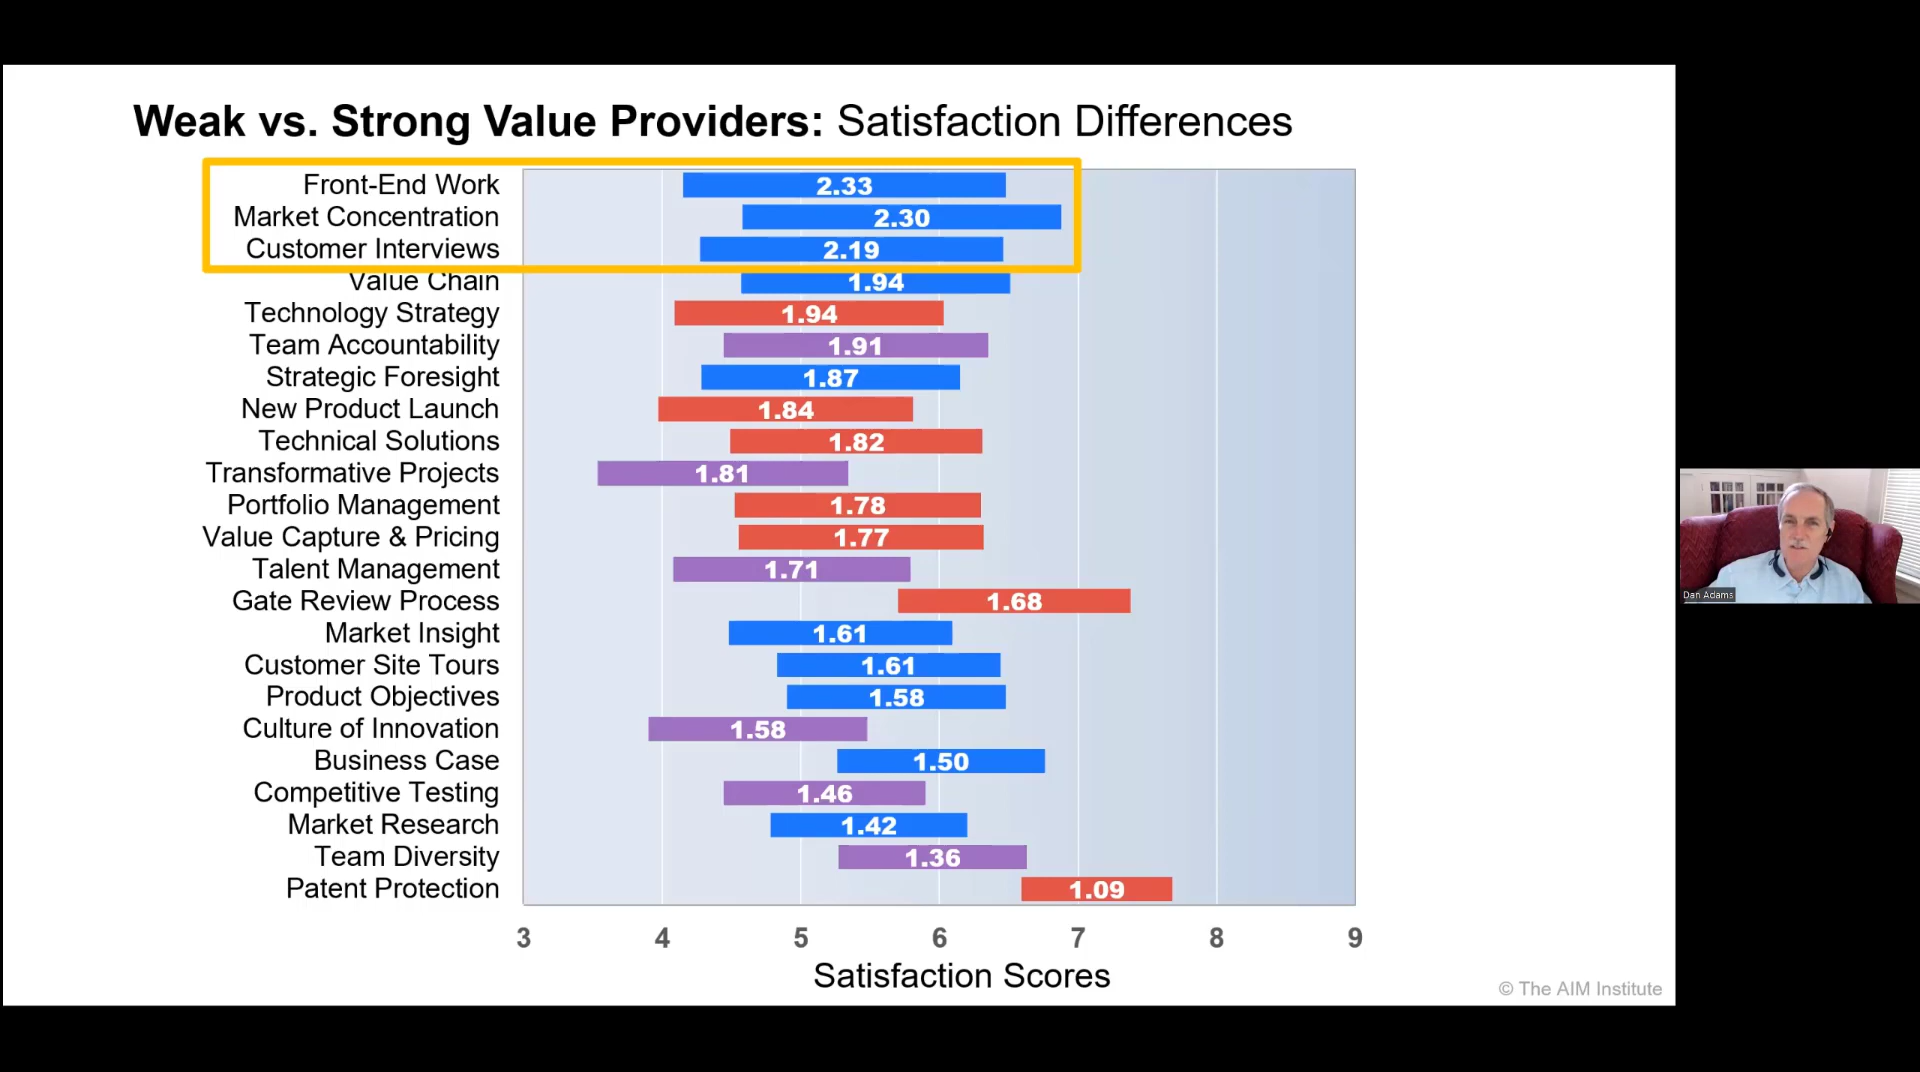 Weak vs. Strong Value Providers: Satisfaction Differences
Front-End Work 2.33
Market Concentration 2.30
Customer Interviews 2.19
Value Chain 1.94
Technology Strategy 1.94
Team Accountability 1.91
Strategic Foresight 1.87
New Product Launch 1.84
Technical Solutions 1.82
Transformative Projects 1.81
Portfolio Management 1.78
Value Capture & Pricing 1.77
Talent Management 1.71
Gate Review Process 1.68
Market Insight 1.61
Customer Site Tours 1.61
Product Objectives 1.58
Culture of Innovation 1.58
Business Case 1.50
Competitive Testing 1.46
Market Research 1.42
Team Diversity 1.36
Patent Protection 1.09
3 4 5 6 7 8 9
Satisfaction Scores
© The AIM Institute
Dan Adams